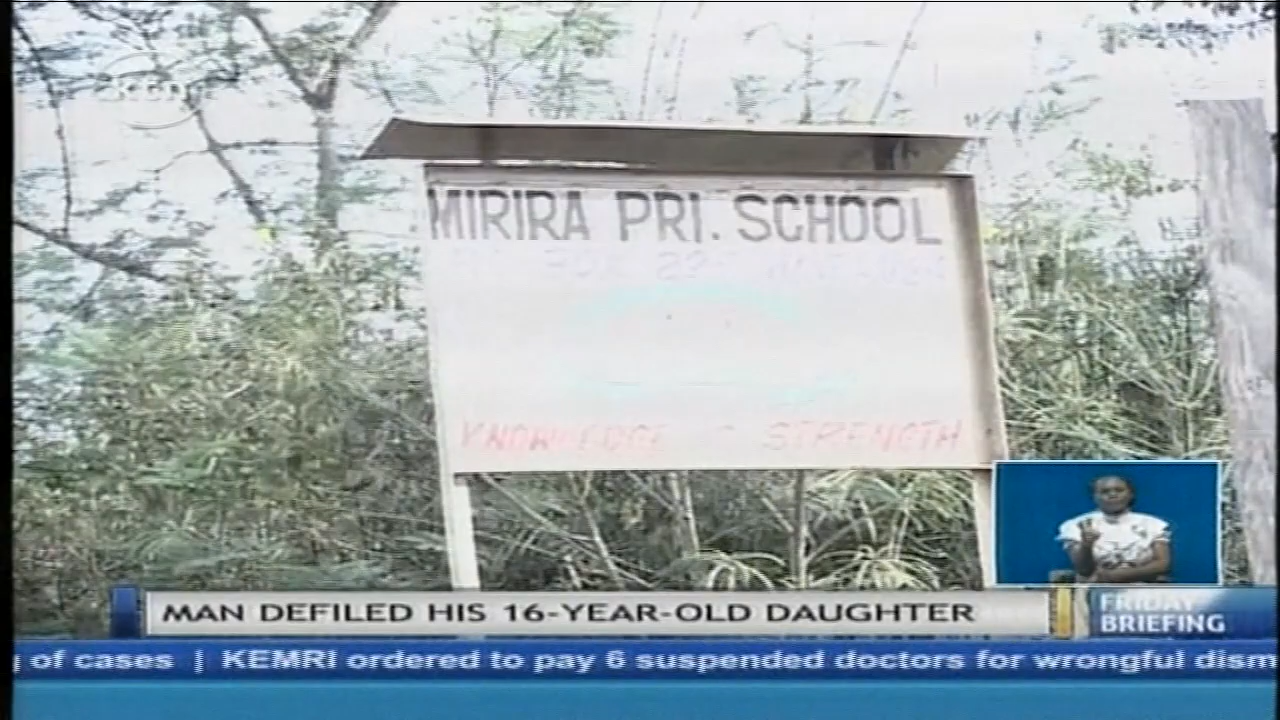 MIRIRA PRI. SCHOOL
KNOWLEDGE STRENGTH
MAN DEFILED HIS 16-YEAR-OLD DAUGHTER
FRIDAY
BRIEFING
of cases | KEMRI ordered to pay 6 suspended doctors for wrongful dism